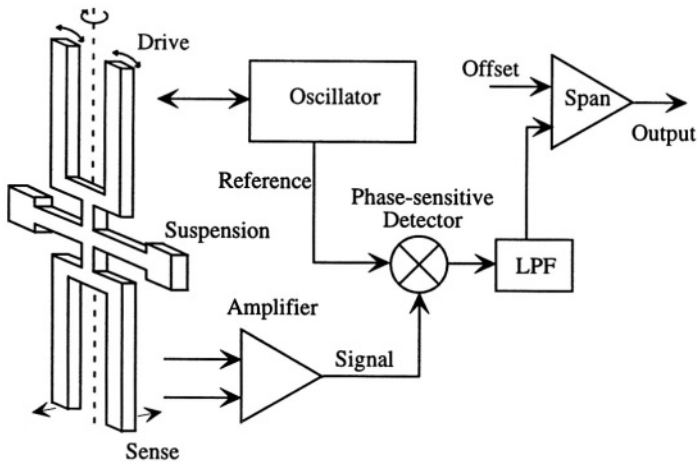 Drive
Oscillator
Offset
Span
Output
Reference
Phase-sensitive
Detector
Suspension
LPF
Amplifier
Signal
Sense